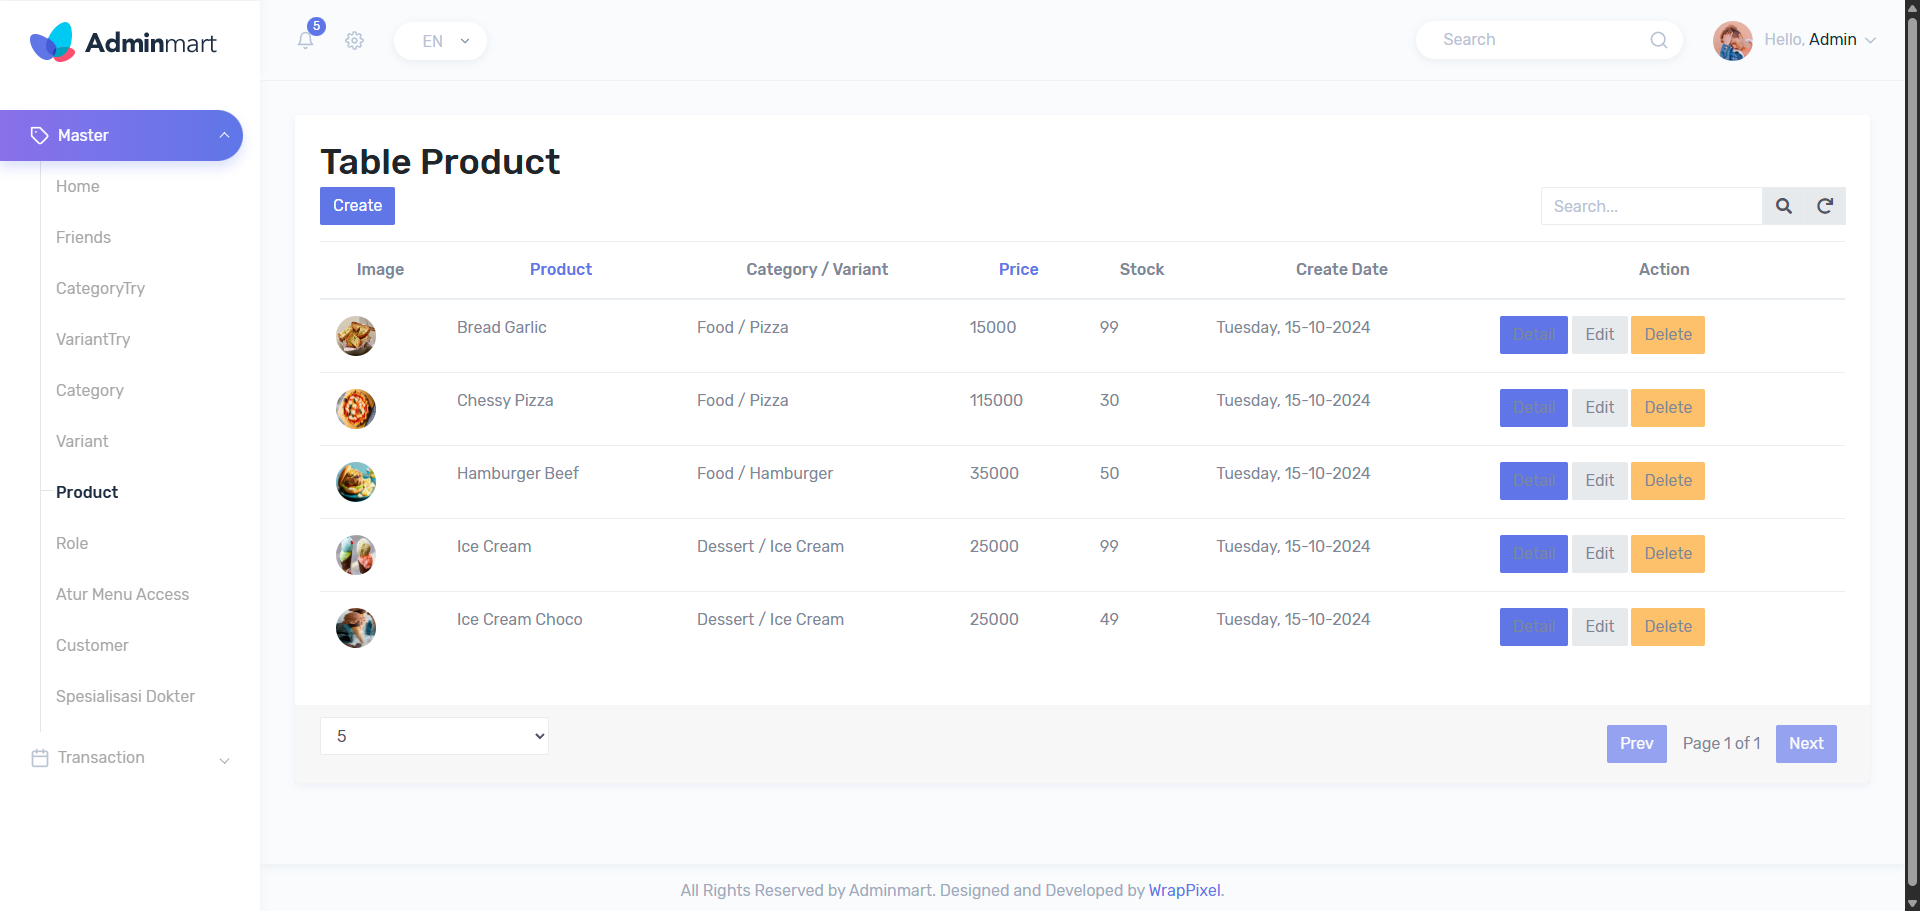 Adminmart
5
EN
Search
Hello, Admin
Master
Home
Friends
CategoryTry
VariantTry
Category
Variant
Product
Role
Atur Menu Access
Customer
Spesialisasi Dokter
Transaction
Table Product
Create
Search...
Image Product Category / Variant Price Stock Create Date Action
Bread Garlic Food / Pizza 15000 99 Tuesday, 15-10-2024 Detail Edit Delete
Chessy Pizza Food / Pizza 115000 30 Tuesday, 15-10-2024 Detail Edit Delete
Hamburger Beef Food / Hamburger 35000 50 Tuesday, 15-10-2024 Detail Edit Delete
Ice Cream Dessert / Ice Cream 25000 99 Tuesday, 15-10-2024 Detail Edit Delete
Ice Cream Choco Dessert / Ice Cream 25000 49 Tuesday, 15-10-2024 Detail Edit Delete
5
Prev Page 1 of 1 Next
All Rights Reserved by Adminmart. Designed and Developed by WrapPixel.